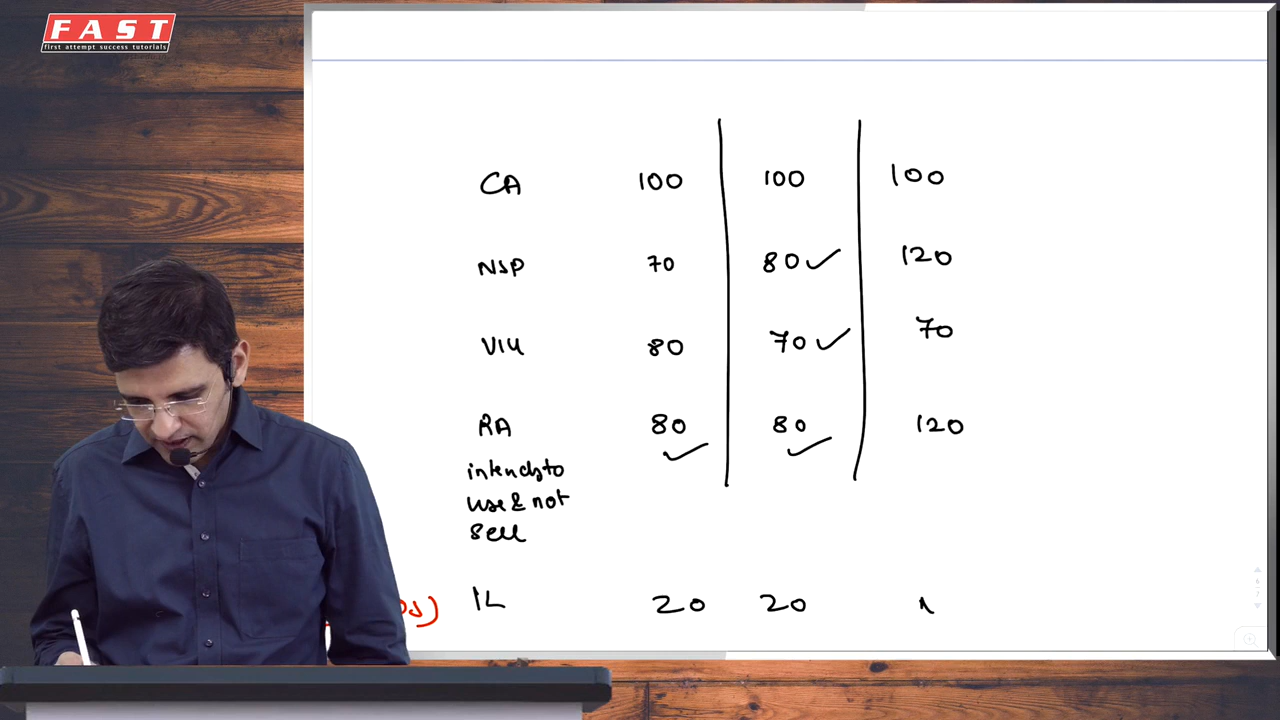 FAST
first attempt success tutorials
CA 100 100 100
NSP 70 80 120
VIU 80 70 70
RA 80 80 120
intends to
use & not
sell
IL 20 20